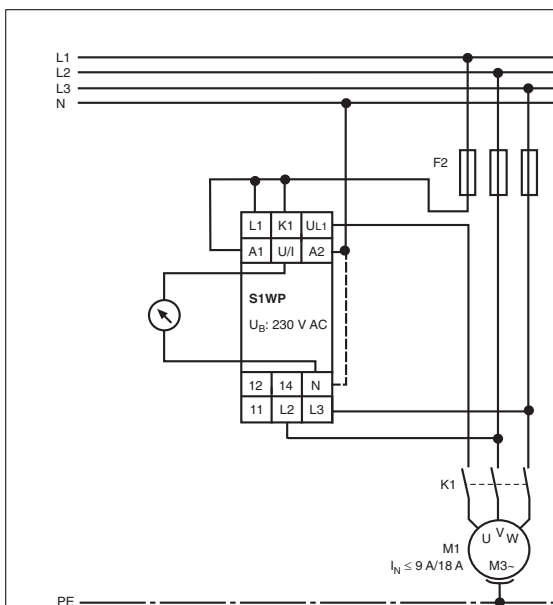 L1
L2
L3
N
F2
L1 K1 UL1
A1 U/I A2
S1WP
UB: 230 V AC
12 14 N
11 L2 L3
K1
U V W
M1
IN ≤ 9 A/18 A
M3~
PE